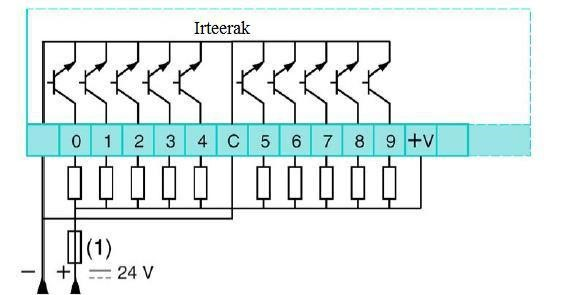 Irteerak
0 1 2 3 4 C 5 6 7 8 9 +V
(1)
− + 24 V